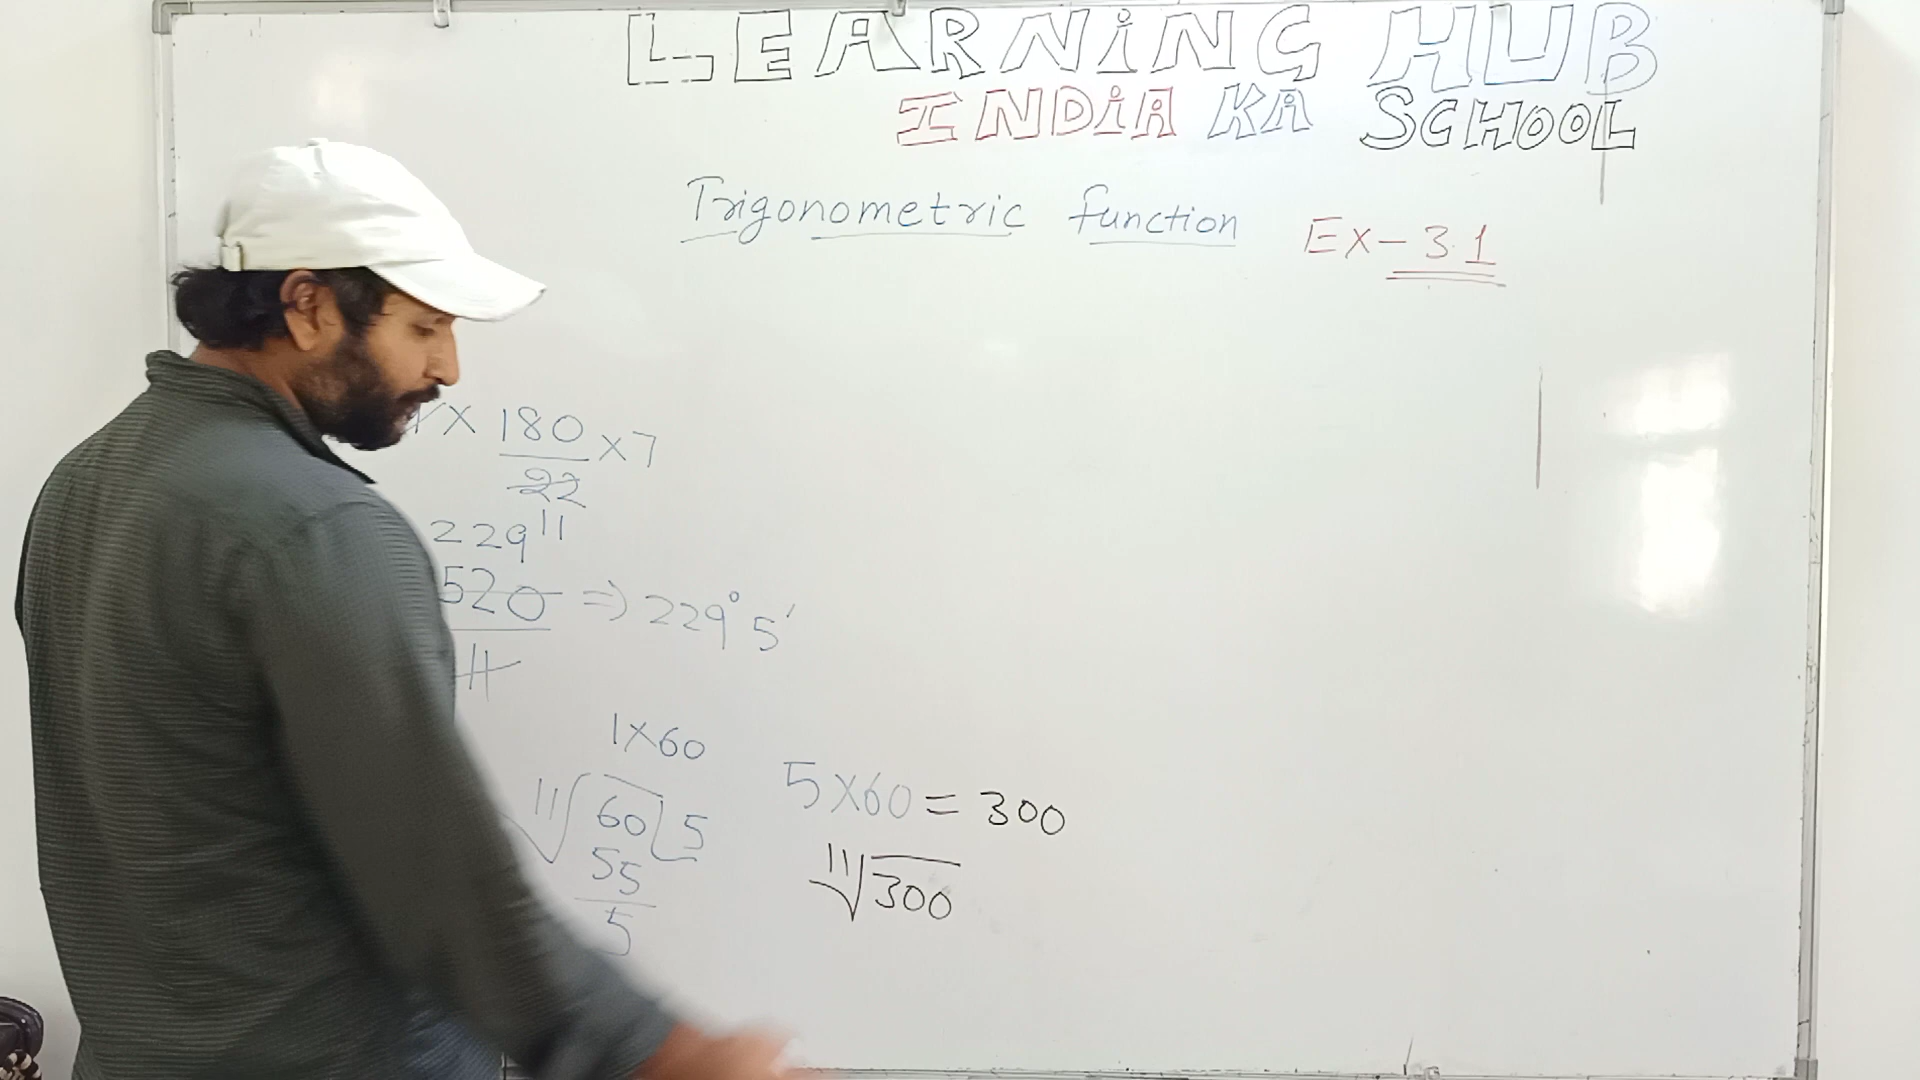 LEARNING HUB
INDIA KA SCHOOL
Trigonometric function Ex-3.1
X 180 X7
22
229 11
520 => 229° 5'
11
1X60
11 60 5
55
5
5X60 = 300
11 300